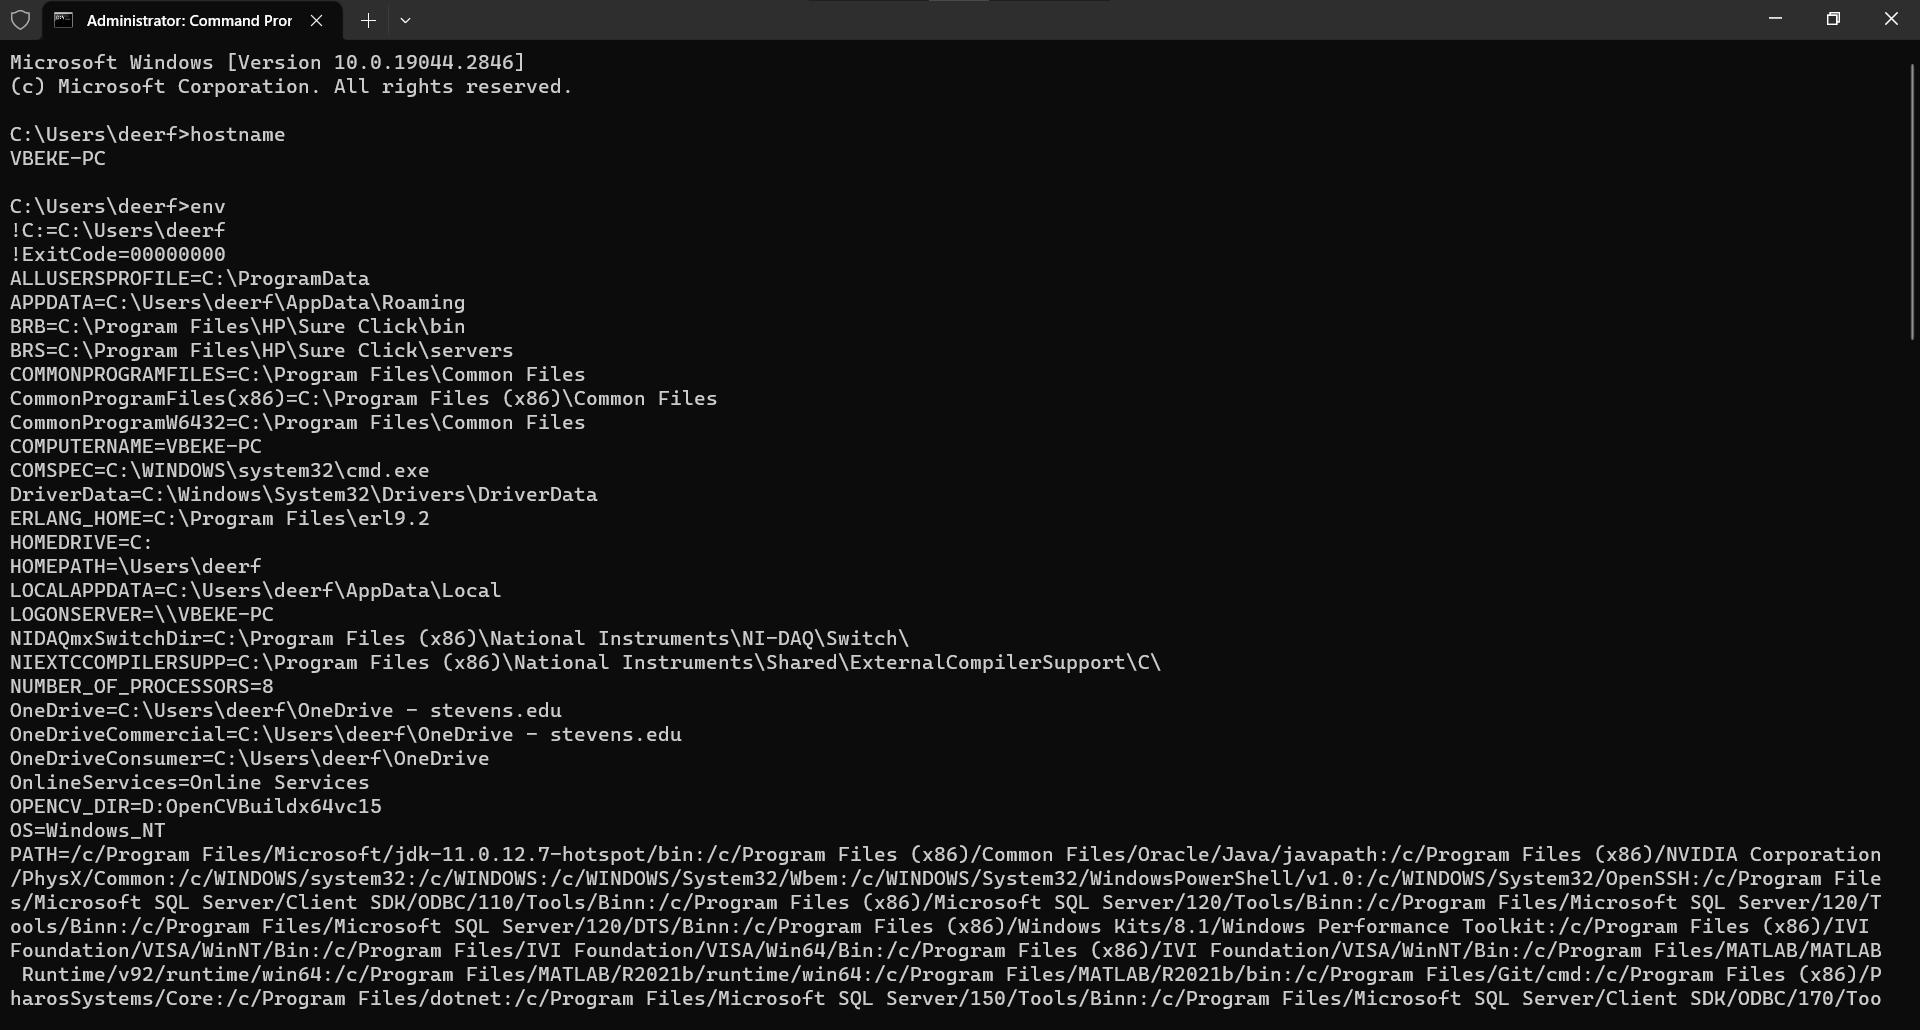 Administrator: Command Pror
Microsoft Windows [Version 10.0.19044.2846]
(c) Microsoft Corporation. All rights reserved.
C:\Users\deerf>hostname
VBEKE-PC
C:\Users\deerf>env
!C:=C:\Users\deerf
!ExitCode=00000000
ALLUSERSPROFILE=C:\ProgramData
APPDATA=C:\Users\deerf\AppData\Roaming
BRB=C:\Program Files\HP\Sure Click\bin
BRS=C:\Program Files\HP\Sure Click\servers
COMMONPROGRAMFILES=C:\Program Files\Common Files
CommonProgramFiles(x86)=C:\Program Files (x86)\Common Files
CommonProgramW6432=C:\Program Files\Common Files
COMPUTERNAME=VBEKE-PC
COMSPEC=C:\WINDOWS\system32\cmd.exe
DriverData=C:\Windows\System32\Drivers\DriverData
ERLANG_HOME=C:\Program Files\erl9.2
HOMEDRIVE=C:
HOMEPATH=\Users\deerf
LOCALAPPDATA=C:\Users\deerf\AppData\Local
LOGONSERVER=\\VBEKE-PC
NIDAQmxSwitchDir=C:\Program Files (x86)\National Instruments\NI-DAQ\Switch\
NIEXTCCOMPILERSUPP=C:\Program Files (x86)\National Instruments\Shared\ExternalCompilerSupport\C\
NUMBER_OF_PROCESSORS=8
OneDrive=C:\Users\deerf\OneDrive - stevens.edu
OneDriveCommercial=C:\Users\deerf\OneDrive - stevens.edu
OneDriveConsumer=C:\Users\deerf\OneDrive
OnlineServices=Online Services
OPENCV_DIR=D:OpenCVBuildx64vc15
OS=Windows_NT
PATH=/c/Program Files/Microsoft/jdk-11.0.12.7-hotspot/bin:/c/Program Files (x86)/Common Files/Oracle/Java/javapath:/c/Program Files (x86)/NVIDIA Corporation
/PhysX/Common:/c/WINDOWS/system32:/c/WINDOWS:/c/WINDOWS/System32/Wbem:/c/WINDOWS/System32/WindowsPowerShell/v1.0:/c/WINDOWS/System32/OpenSSH:/c/Program File
s/Microsoft SQL Server/Client SDK/ODBC/110/Tools/Binn:/c/Program Files (x86)/Microsoft SQL Server/120/Tools/Binn:/c/Program Files/Microsoft SQL Server/120/T
ools/Binn:/c/Program Files/Microsoft SQL Server/120/DTS/Binn:/c/Program Files (x86)/Windows Kits/8.1/Windows Performance Toolkit:/c/Program Files (x86)/IVI
Foundation/VISA/WinNT/Bin:/c/Program Files/IVI Foundation/VISA/Win64/Bin:/c/Program Files (x86)/IVI Foundation/VISA/WinNT/Bin:/c/Program Files/MATLAB/MATLAB
 Runtime/v92/runtime/win64:/c/Program Files/MATLAB/R2021b/runtime/win64:/c/Program Files/MATLAB/R2021b/bin:/c/Program Files/Git/cmd:/c/Program Files (x86)/P
harosSystems/Core:/c/Program Files/dotnet:/c/Program Files/Microsoft SQL Server/150/Tools/Binn:/c/Program Files/Microsoft SQL Server/Client SDK/ODBC/170/Too